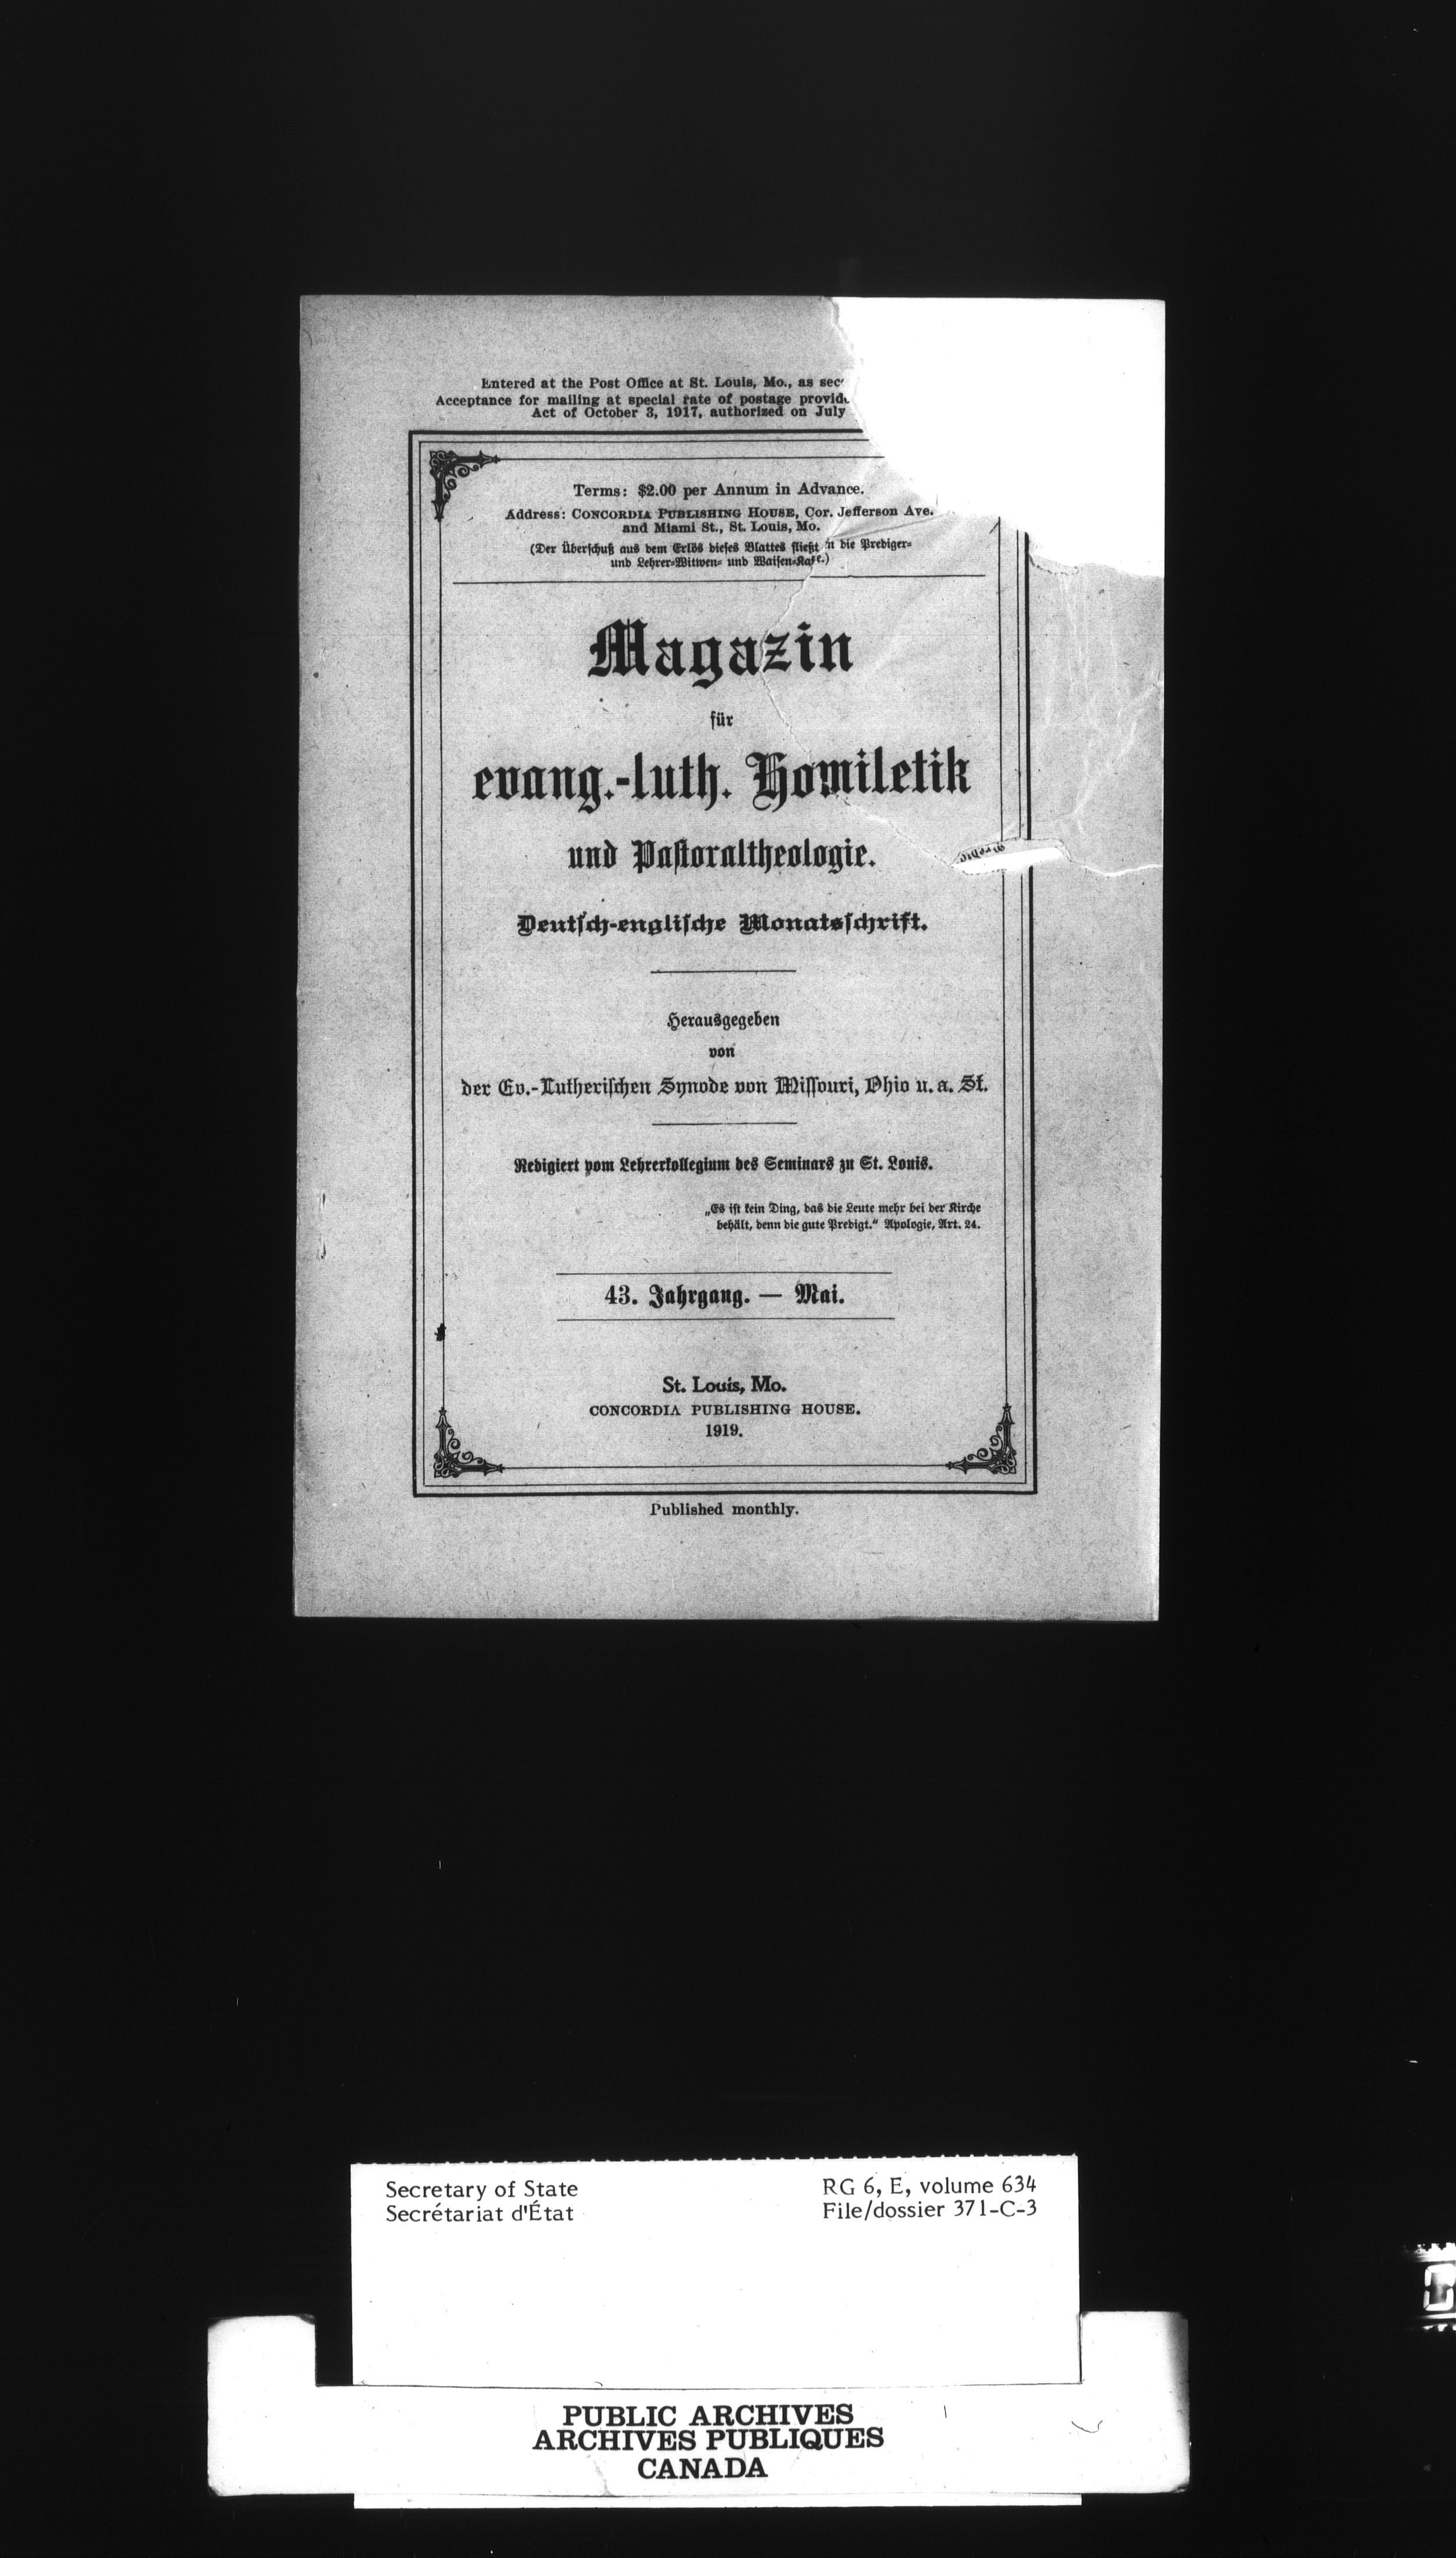 Entered at the Post Office at St. Louis, Mo., as sec
Acceptance for mailing at special rate of postage provid
Act of October 3, 1917, authorized on July
Terms: $2.00 per Annum in Advance.
Address: CONCORDIA PUBLISHING HOUSE, Cor. Jefferson Ave.
and Miami St., St. Louis, Mo.
(Der Überschuß aus dem Erlös dieses Blattes fließt in die Prediger-
und Lehrer-Witwen- und Waisen-Kasse.)
Magazin
für
evang.-luth. Homiletik
und Pastoraltheologie.
Deutsch-englische Monatsschrift.
Herausgegeben
von
der Ev.-Lutherischen Synode von Missouri, Ohio u. a. St.
Redigiert vom Lehrerkollegium des Seminars zu St. Louis.
„Es ist kein Ding, das die Leute mehr bei der Kirche
behält, denn die gute Predigt.“ Apologie, Art. 24.
43. Jahrgang. — Mai.
St. Louis, Mo.
CONCORDIA PUBLISHING HOUSE.
1919.
Published monthly.
Secretary of State
Secrétariat d'État
RG 6, E, volume 634
File/dossier 371-C-3
PUBLIC ARCHIVES
ARCHIVES PUBLIQUES
CANADA